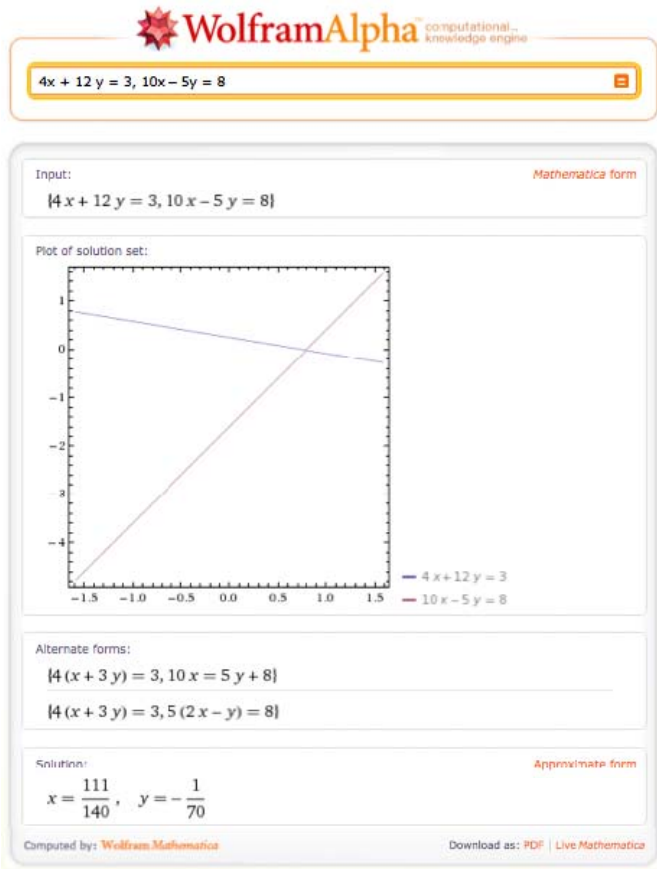 WolframAlpha computational... knowledge engine
4x + 12 y = 3, 10x – 5y = 8
Input: Mathematica form
{4 x + 12 y = 3, 10 x – 5 y = 8}
Plot of solution set:
1
0
−1
−2
3
−4
−1.5 −1.0 −0.5 0.0 0.5 1.0 1.5
4 x + 12 y = 3
10 x – 5 y = 8
Alternate forms:
{4 (x + 3 y) = 3, 10 x = 5 y + 8}
{4 (x + 3 y) = 3, 5 (2 x – y) = 8}
Solution: Approximate form
x = 111/140 , y = − 1/70
Computed by: Wolfram Mathematica Download as: PDF | Live Mathematica